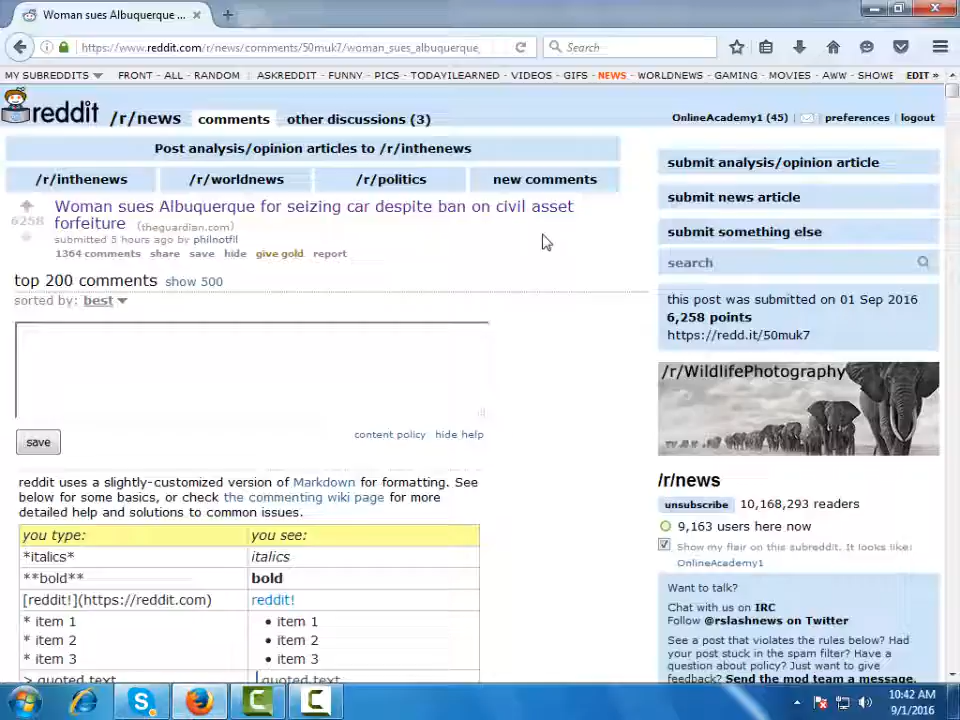 Woman sues Albuquerque ...
https://www.reddit.com/r/news/comments/50muk7/woman_sues_albuquerque_
Search
MY SUBREDDITS FRONT - ALL - RANDOM | ASKREDDIT - FUNNY - PICS - TODAYILEARNED - VIDEOS - GIFS - NEWS - WORLDNEWS - GAMING - MOVIES - AWW - SHOWE EDIT »
reddit /r/news comments other discussions (3)
OnlineAcademy1 (45) | | preferences | logout
Post analysis/opinion articles to /r/inthenews
/r/inthenews /r/worldnews /r/politics new comments
6258
Woman sues Albuquerque for seizing car despite ban on civil asset
forfeiture (theguardian.com)
submitted 5 hours ago by philnotfil
1364 comments share save hide give gold report
top 200 comments show 500
sorted by: best
save
content policy hide help
reddit uses a slightly-customized version of Markdown for formatting. See
below for some basics, or check the commenting wiki page for more
detailed help and solutions to common issues.
you type: you see:
*italics* italics
**bold** bold
[reddit!](https://reddit.com) reddit!
* item 1 • item 1
* item 2 • item 2
* item 3 • item 3
> quoted text quoted text
submit analysis/opinion article
submit news article
submit something else
search
this post was submitted on 01 Sep 2016
6,258 points
https://redd.it/50muk7
/r/WildlifePhotography
/r/news
unsubscribe 10,168,293 readers
9,163 users here now
Show my flair on this subreddit. It looks like:
OnlineAcademy1
Want to talk?
Chat with us on IRC
Follow @rslashnews on Twitter
See a post that violates the rules below? Had
your post stuck in the spam filter? Have a
question about policy? Just want to give
feedback? Send the mod team a message.
10:42 AM
9/1/2016